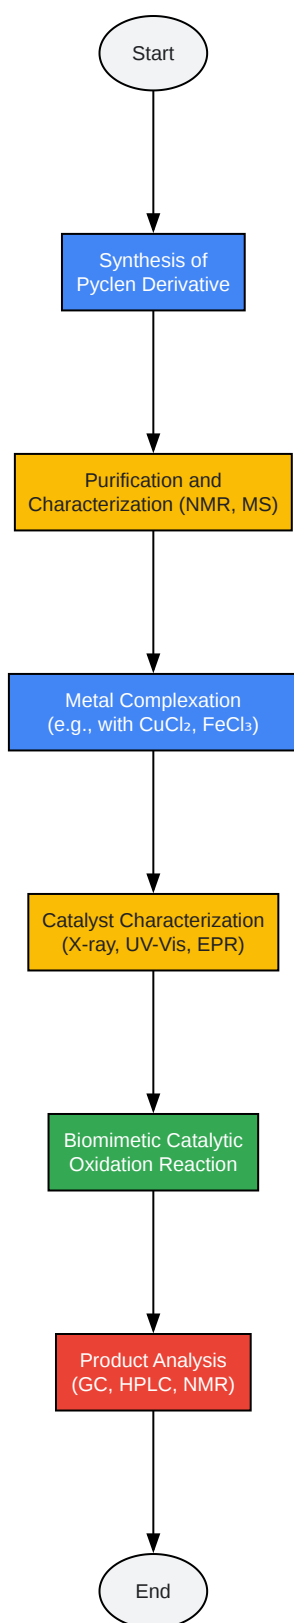 Start
Synthesis of
Pyclen Derivative
Purification and
Characterization (NMR, MS)
Metal Complexation
(e.g., with CuCl₂, FeCl₃)
Catalyst Characterization
(X-ray, UV-Vis, EPR)
Biomimetic Catalytic
Oxidation Reaction
Product Analysis
(GC, HPLC, NMR)
End